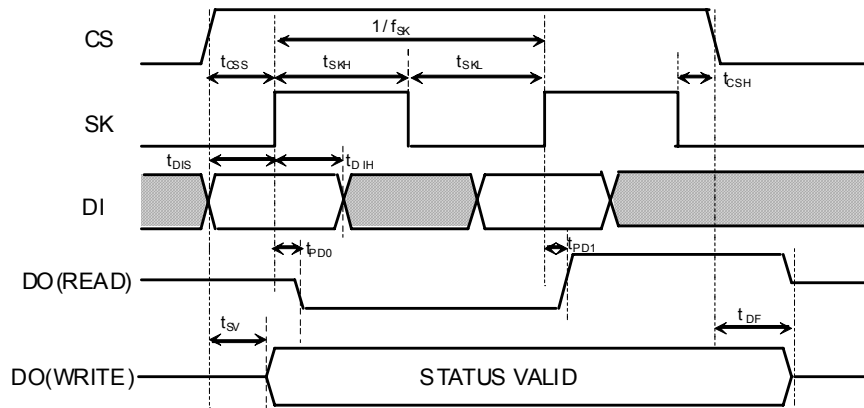 CS
1/ fSK
tCSS
tSKH
tSKL
tCSH
SK
tDIS
tDIH
DI
tPD0
tPD1
DO(READ)
tSV
tDF
DO(WRITE)
STATUS VALID